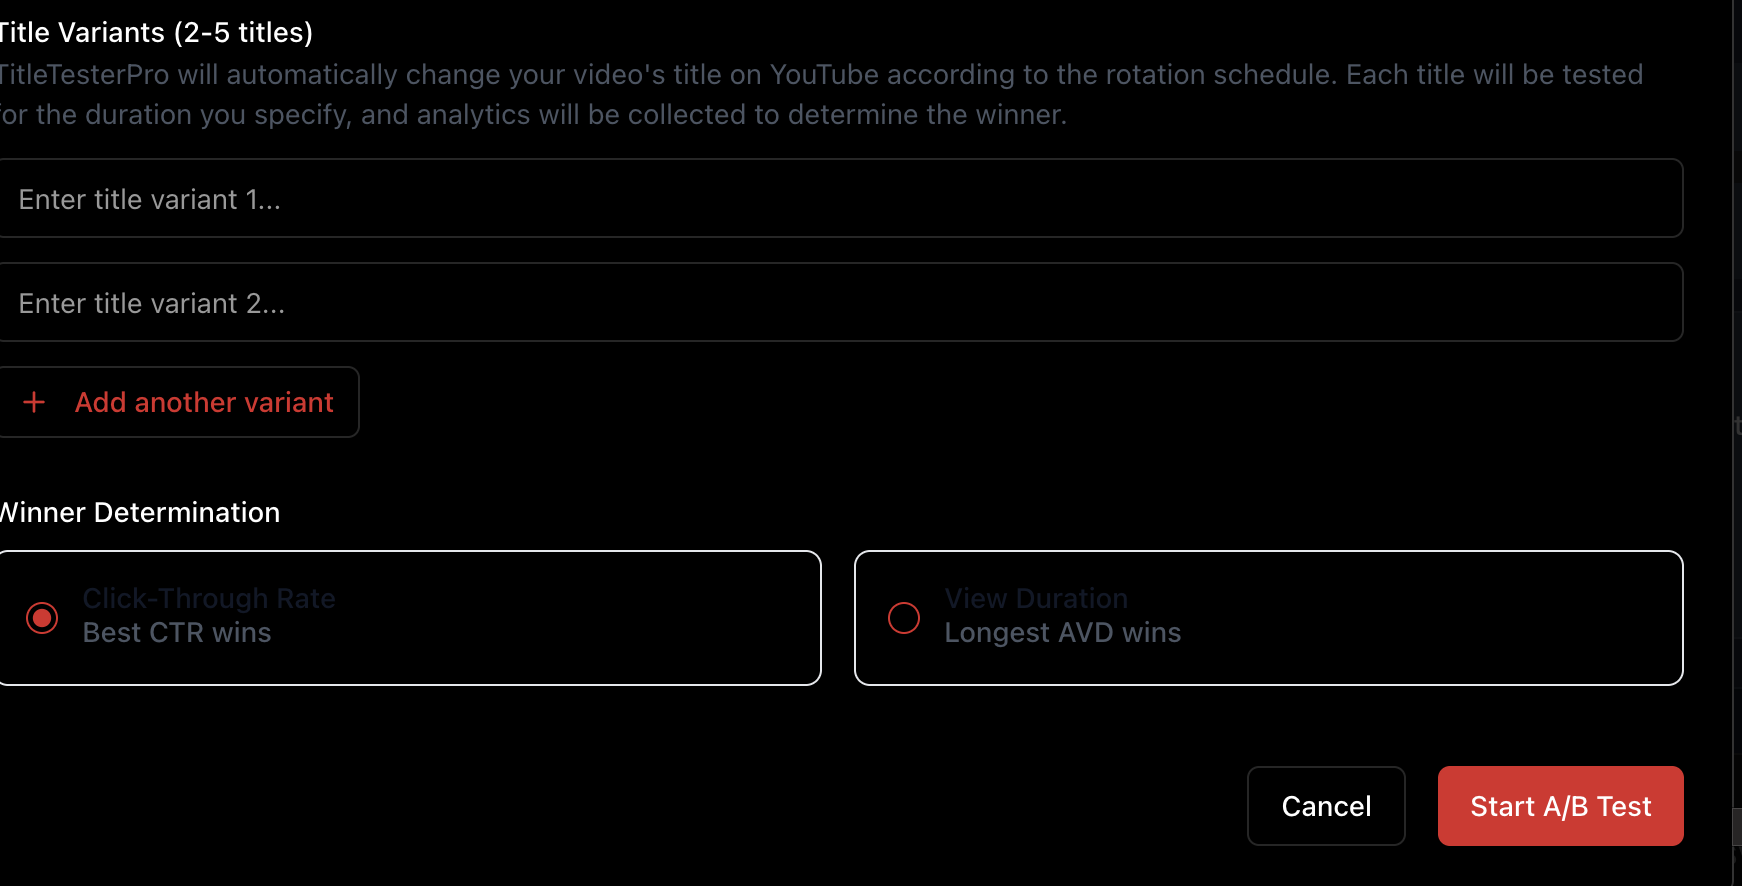 Title Variants (2-5 titles)
TitleTesterPro will automatically change your video's title on YouTube according to the rotation schedule. Each title will be tested
for the duration you specify, and analytics will be collected to determine the winner.
Enter title variant 1...
Enter title variant 2...
+ Add another variant
Winner Determination
Click-Through Rate
Best CTR wins
View Duration
Longest AVD wins
Cancel
Start A/B Test